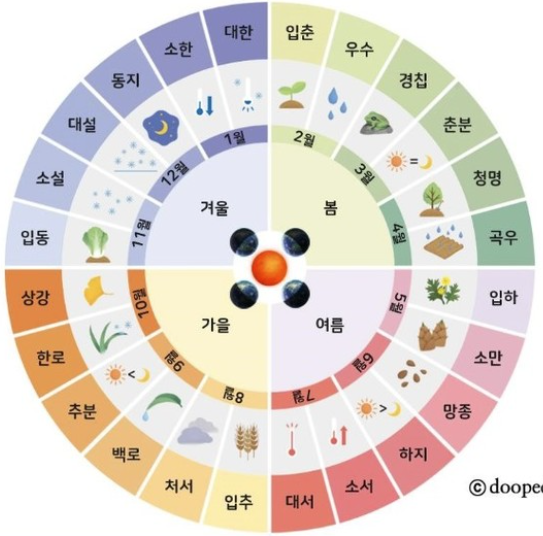 입춘
우수
경칩
춘분
청명
곡우
입하
소만
망종
하지
소서
대서
입추
처서
백로
추분
한로
상강
입동
소설
대설
동지
소한
대한
2월
3월
4월
5월
6월
7월
8월
9월
10월
11월
12월
1월
=
>
<
봄
여름
가을
겨울
ⓒ doope